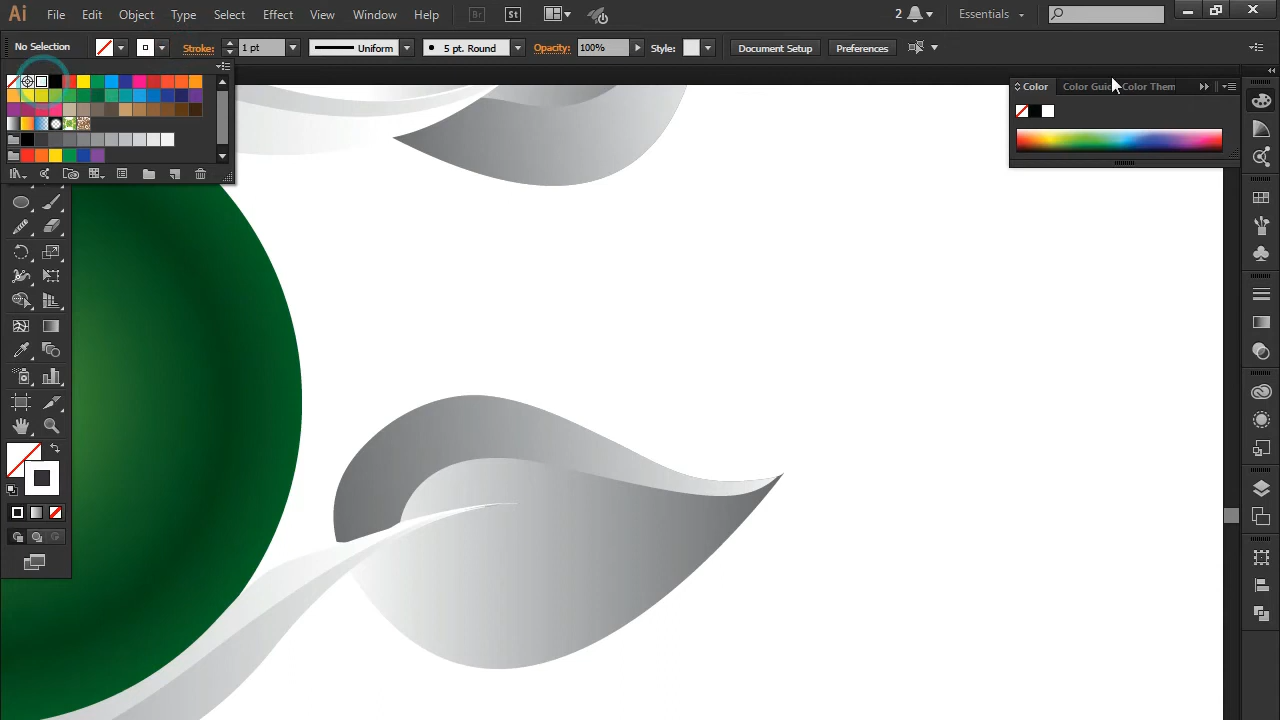 Ai File Edit Object Type Select Effect View Window Help Br St 2 Essentials
No Selection Stroke: 1 pt Uniform 5 pt. Round Opacity: 100% Style: Document Setup Preferences
Color Color Guid Color Them